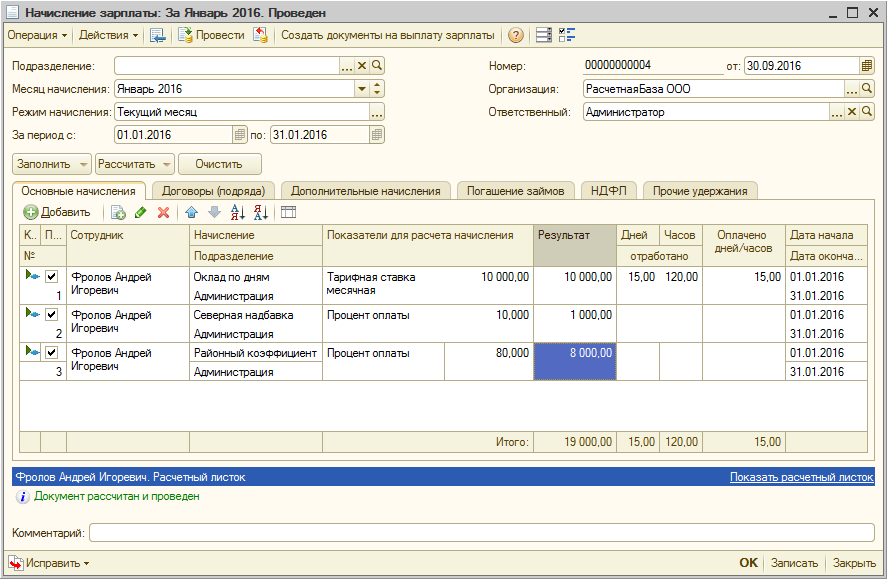 Начисление зарплаты: За Январь 2016. Проведен
Операция Действия Провести Создать документы на выплату зарплаты
Подразделение: Номер: 00000000004 от: 30.09.2016
Месяц начисления: Январь 2016 Организация: РасчетнаяБаза ООО
Режим начисления: Текущий месяц Ответственный: Администратор
За период с: 01.01.2016 по: 31.01.2016
Заполнить Рассчитать Очистить
Основные начисления Договоры (подряда) Дополнительные начисления Погашение займов НДФЛ Прочие удержания
Добавить
К.. П... Сотрудник Начисление Показатели для расчета начисления Результат Дней Часов Оплачено дней/часов Дата начала
№ Подразделение отработано Дата оконча...
Фролов Андрей Игоревич Оклад по дням Тарифная ставка месячная 10 000,00 10 000,00 15,00 120,00 15,00 01.01.2016
1 Администрация 31.01.2016
Фролов Андрей Игоревич Северная надбавка Процент оплаты 10,000 1 000,00 01.01.2016
2 Администрация 31.01.2016
Фролов Андрей Игоревич Районный коэффициент Процент оплаты 80,000 8 000,00 01.01.2016
3 Администрация 31.01.2016
Итого: 19 000,00 15,00 120,00 15,00
Фролов Андрей Игоревич. Расчетный листок Показать расчетный листок
Документ рассчитан и проведен
Комментарий:
Исправить OK Записать Закрыть